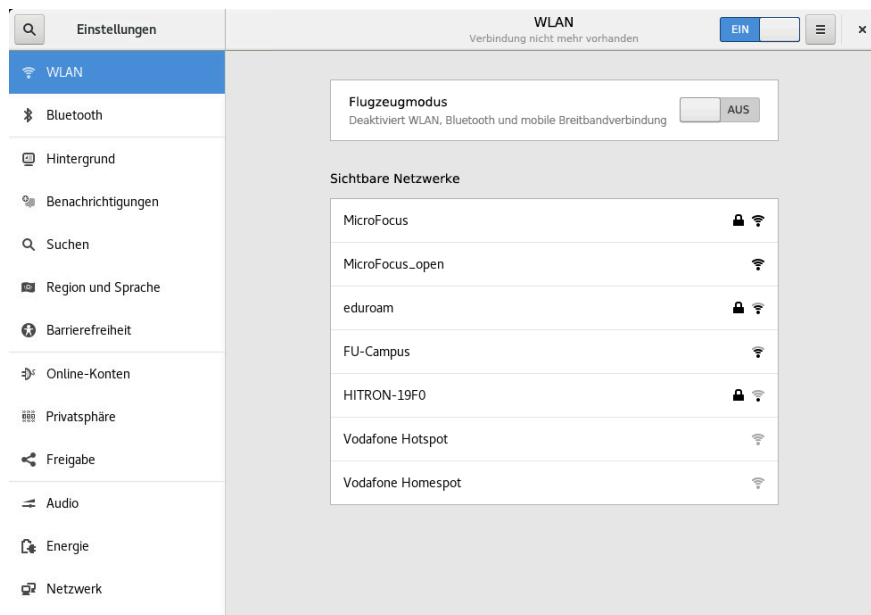 Einstellungen
WLAN
Verbindung nicht mehr vorhanden
EIN
WLAN
Bluetooth
Hintergrund
Benachrichtigungen
Suchen
Region und Sprache
Barrierefreiheit
Online-Konten
Privatsphäre
Freigabe
Audio
Energie
Netzwerk
Flugzeugmodus
Deaktiviert WLAN, Bluetooth und mobile Breitbandverbindung
AUS
Sichtbare Netzwerke
MicroFocus
MicroFocus_open
eduroam
FU-Campus
HITRON-19F0
Vodafone Hotspot
Vodafone Homespot